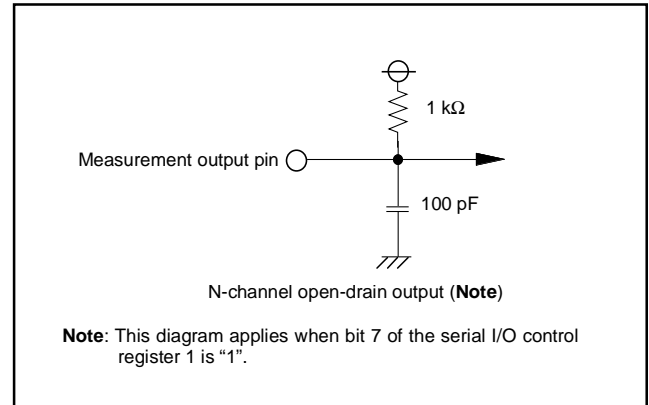 1 kΩ
Measurement output pin
100 pF
N-channel open-drain output (Note)
Note: This diagram applies when bit 7 of the serial I/O control
register 1 is “1”.